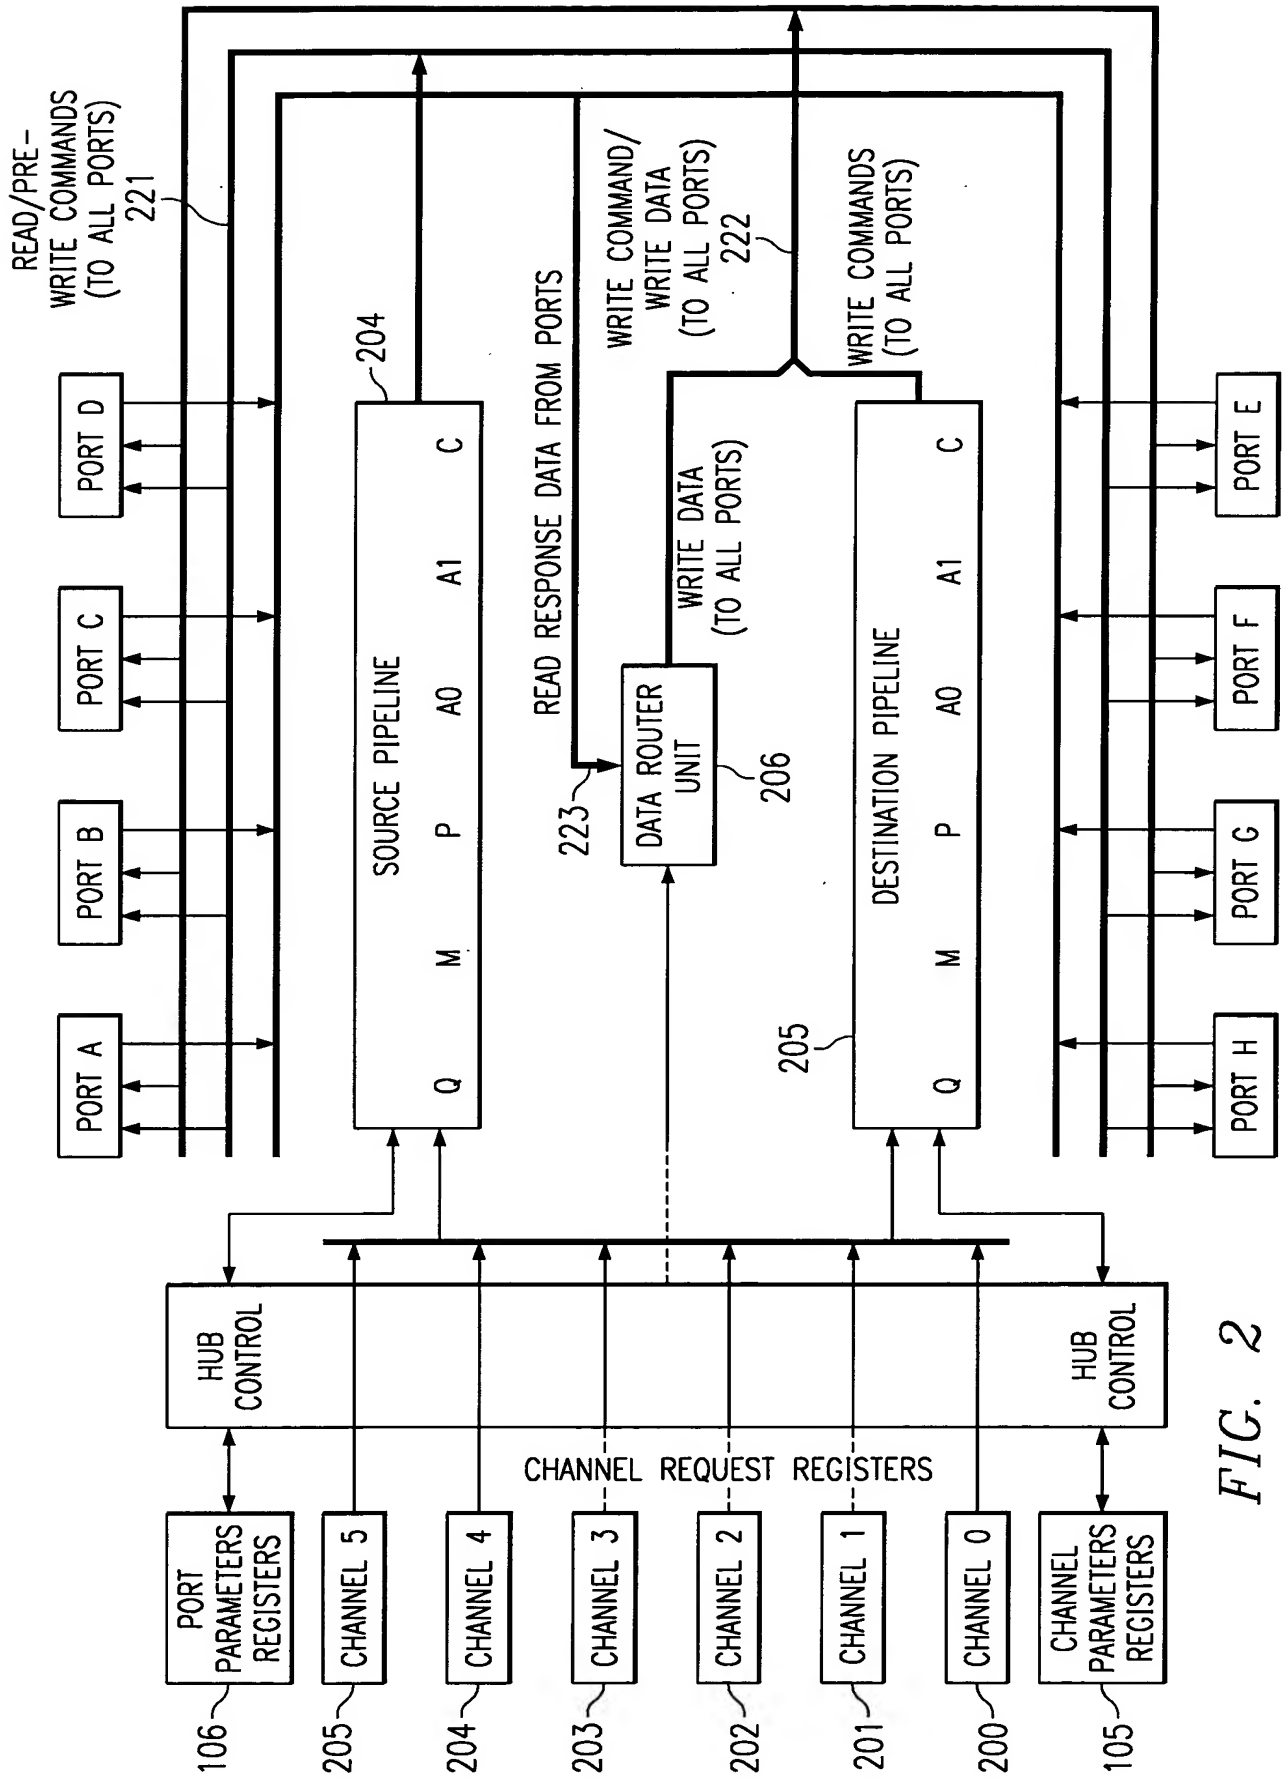 READ/PRE-
WRITE COMMANDS
(TO ALL PORTS)
221
PORT A
PORT B
PORT C
PORT D
SOURCE PIPELINE
204
Q M P A0 A1 C
READ RESPONSE DATA FROM PORTS
223
DATA ROUTER
UNIT
206
WRITE DATA
(TO ALL PORTS)
WRITE COMMAND/
WRITE DATA
(TO ALL PORTS)
222
WRITE COMMANDS
(TO ALL PORTS)
205
DESTINATION PIPELINE
Q M P A0 A1 C
PORT H
PORT G
PORT F
PORT E
HUB
CONTROL
HUB
CONTROL
CHANNEL REQUEST REGISTERS
106
PORT
PARAMETERS
REGISTERS
205
CHANNEL 5
204
CHANNEL 4
203
CHANNEL 3
202
CHANNEL 2
201
CHANNEL 1
200
CHANNEL 0
105
CHANNEL
PARAMETERS
REGISTERS
FIG. 2